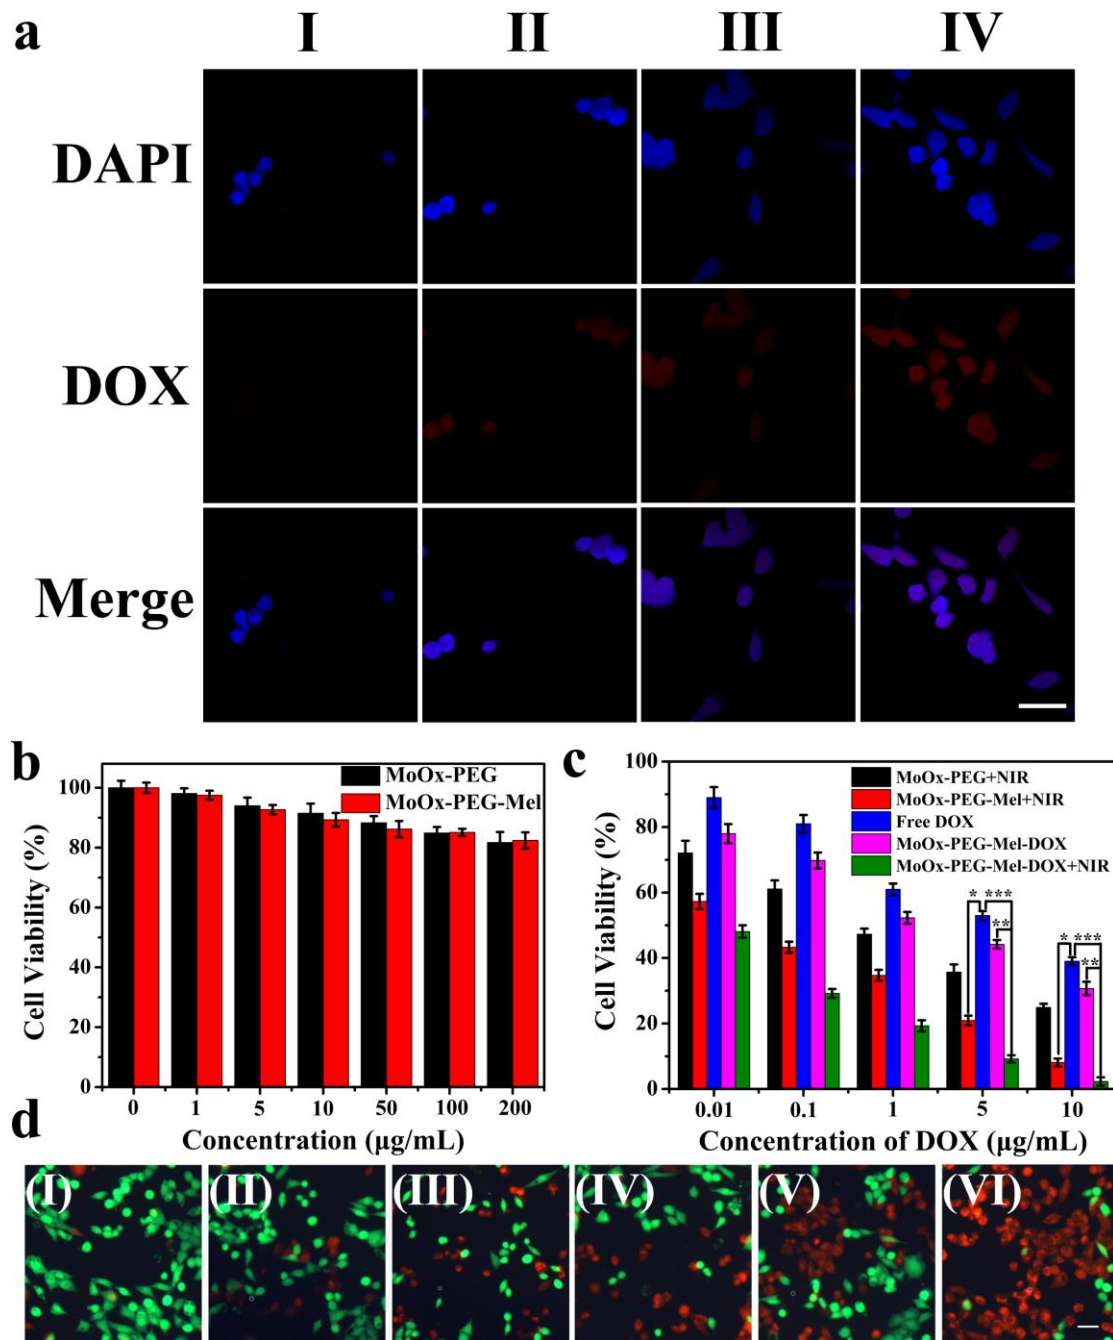 a
I II III IV
DAPI
DOX
Merge
b
MoOx-PEG
MoOx-PEG-Mel
Cell Viability (%)
100
80
60
40
20
0
0 1 5 10 50 100 200
Concentration (μg/mL)
c
MoOx-PEG+NIR
MoOx-PEG-Mel+NIR
Free DOX
MoOx-PEG-Mel-DOX
MoOx-PEG-Mel-DOX+NIR
Cell Viability (%)
100
80
60
40
20
0
* ***
**
* ***
**
0.01 0.1 1 5 10
Concentration of DOX (μg/mL)
d
(I) (II) (III) (IV) (V) (VI)